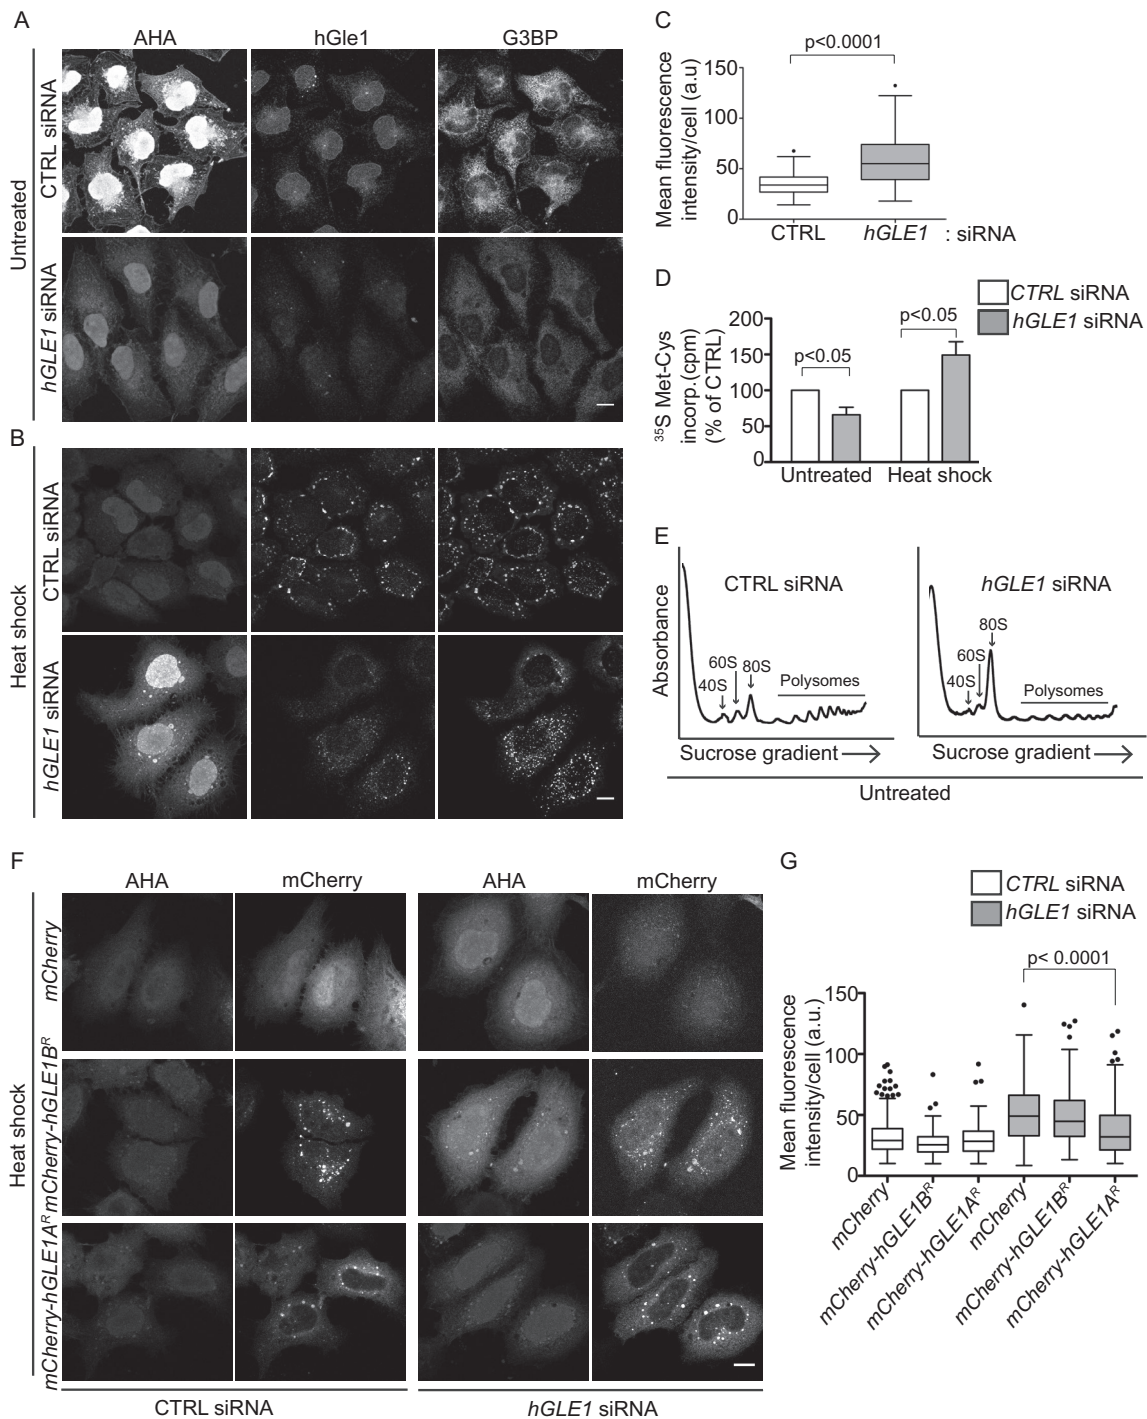 A
AHA
hGle1
G3BP
Untreated
CTRL siRNA
hGLE1 siRNA
B
Heat shock
CTRL siRNA
hGLE1 siRNA
C
p<0.0001
Mean fluorescence
intensity/cell (a.u)
150
100
50
0
CTRL
hGLE1
: siRNA
D
CTRL siRNA
hGLE1 siRNA
35S Met-Cys
incorp.(cpm)
(% of CTRL)
200
150
100
50
0
p<0.05
p<0.05
Untreated
Heat shock
E
Absorbance
CTRL siRNA
40S
60S
80S
Polysomes
Sucrose gradient
hGLE1 siRNA
40S
60S
80S
Polysomes
Sucrose gradient
Untreated
F
AHA
mCherry
AHA
mCherry
Heat shock
mCherry
mCherry-hGLE1BR
mCherry-hGLE1AR
CTRL siRNA
hGLE1 siRNA
G
CTRL siRNA
hGLE1 siRNA
p< 0.0001
Mean fluorescence
intensity/cell (a.u.)
150
100
50
0
mCherry
mCherry-hGLE1BR
mCherry-hGLE1AR
mCherry
mCherry-hGLE1BR
mCherry-hGLE1AR